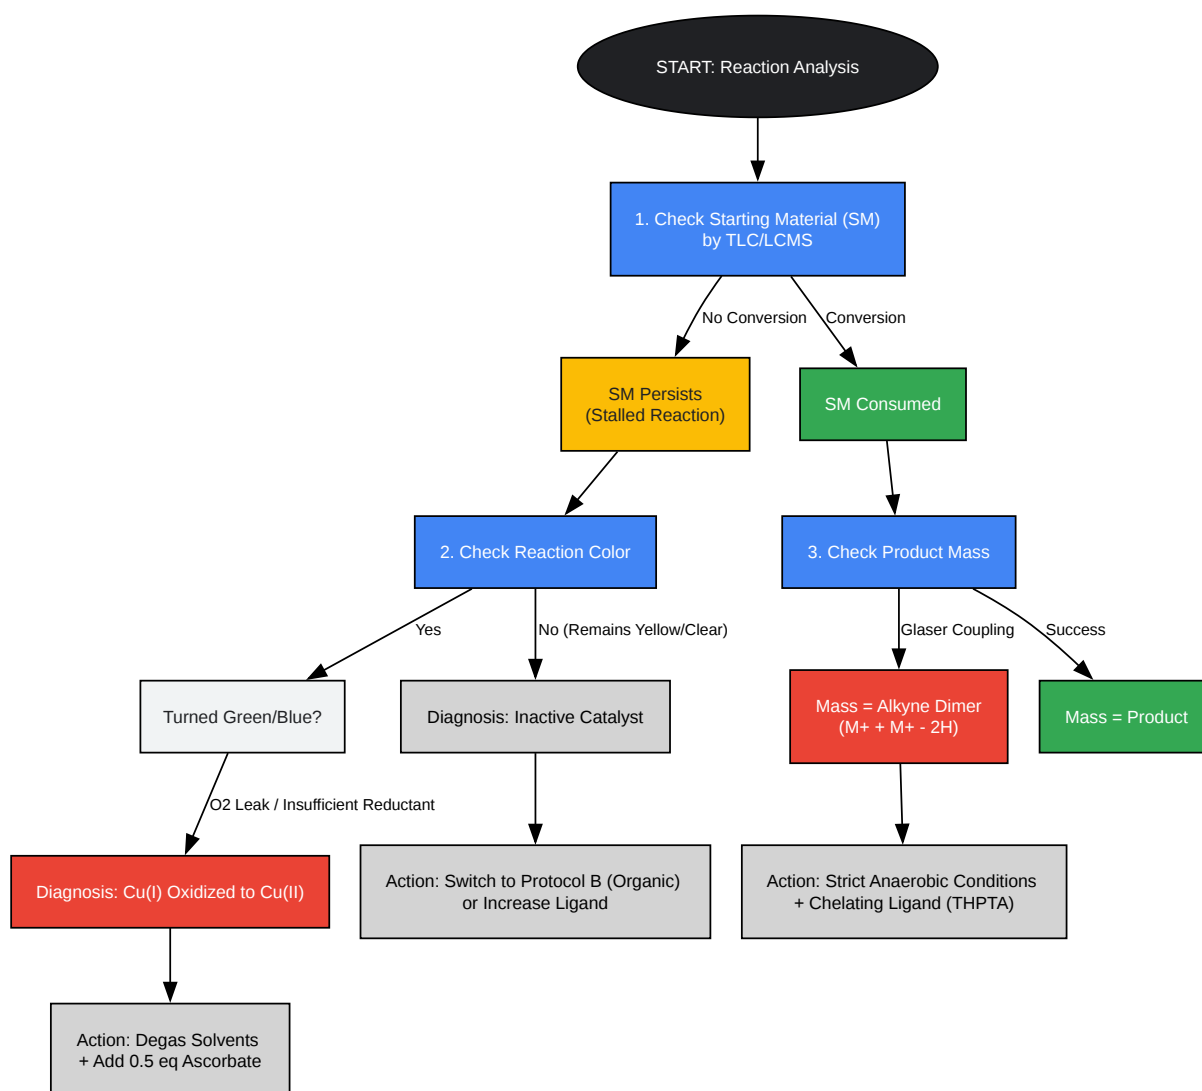 START: Reaction Analysis
1. Check Starting Material (SM)
by TLC/LCMS
No Conversion
Conversion
SM Persists
(Stalled Reaction)
SM Consumed
2. Check Reaction Color
3. Check Product Mass
Yes
No (Remains Yellow/Clear)
Glaser Coupling
Success
Turned Green/Blue?
Diagnosis: Inactive Catalyst
Mass = Alkyne Dimer
(M+ + M+ - 2H)
Mass = Product
O2 Leak / Insufficient Reductant
Diagnosis: Cu(I) Oxidized to Cu(II)
Action: Switch to Protocol B (Organic)
or Increase Ligand
Action: Strict Anaerobic Conditions
+ Chelating Ligand (THPTA)
Action: Degas Solvents
+ Add 0.5 eq Ascorbate